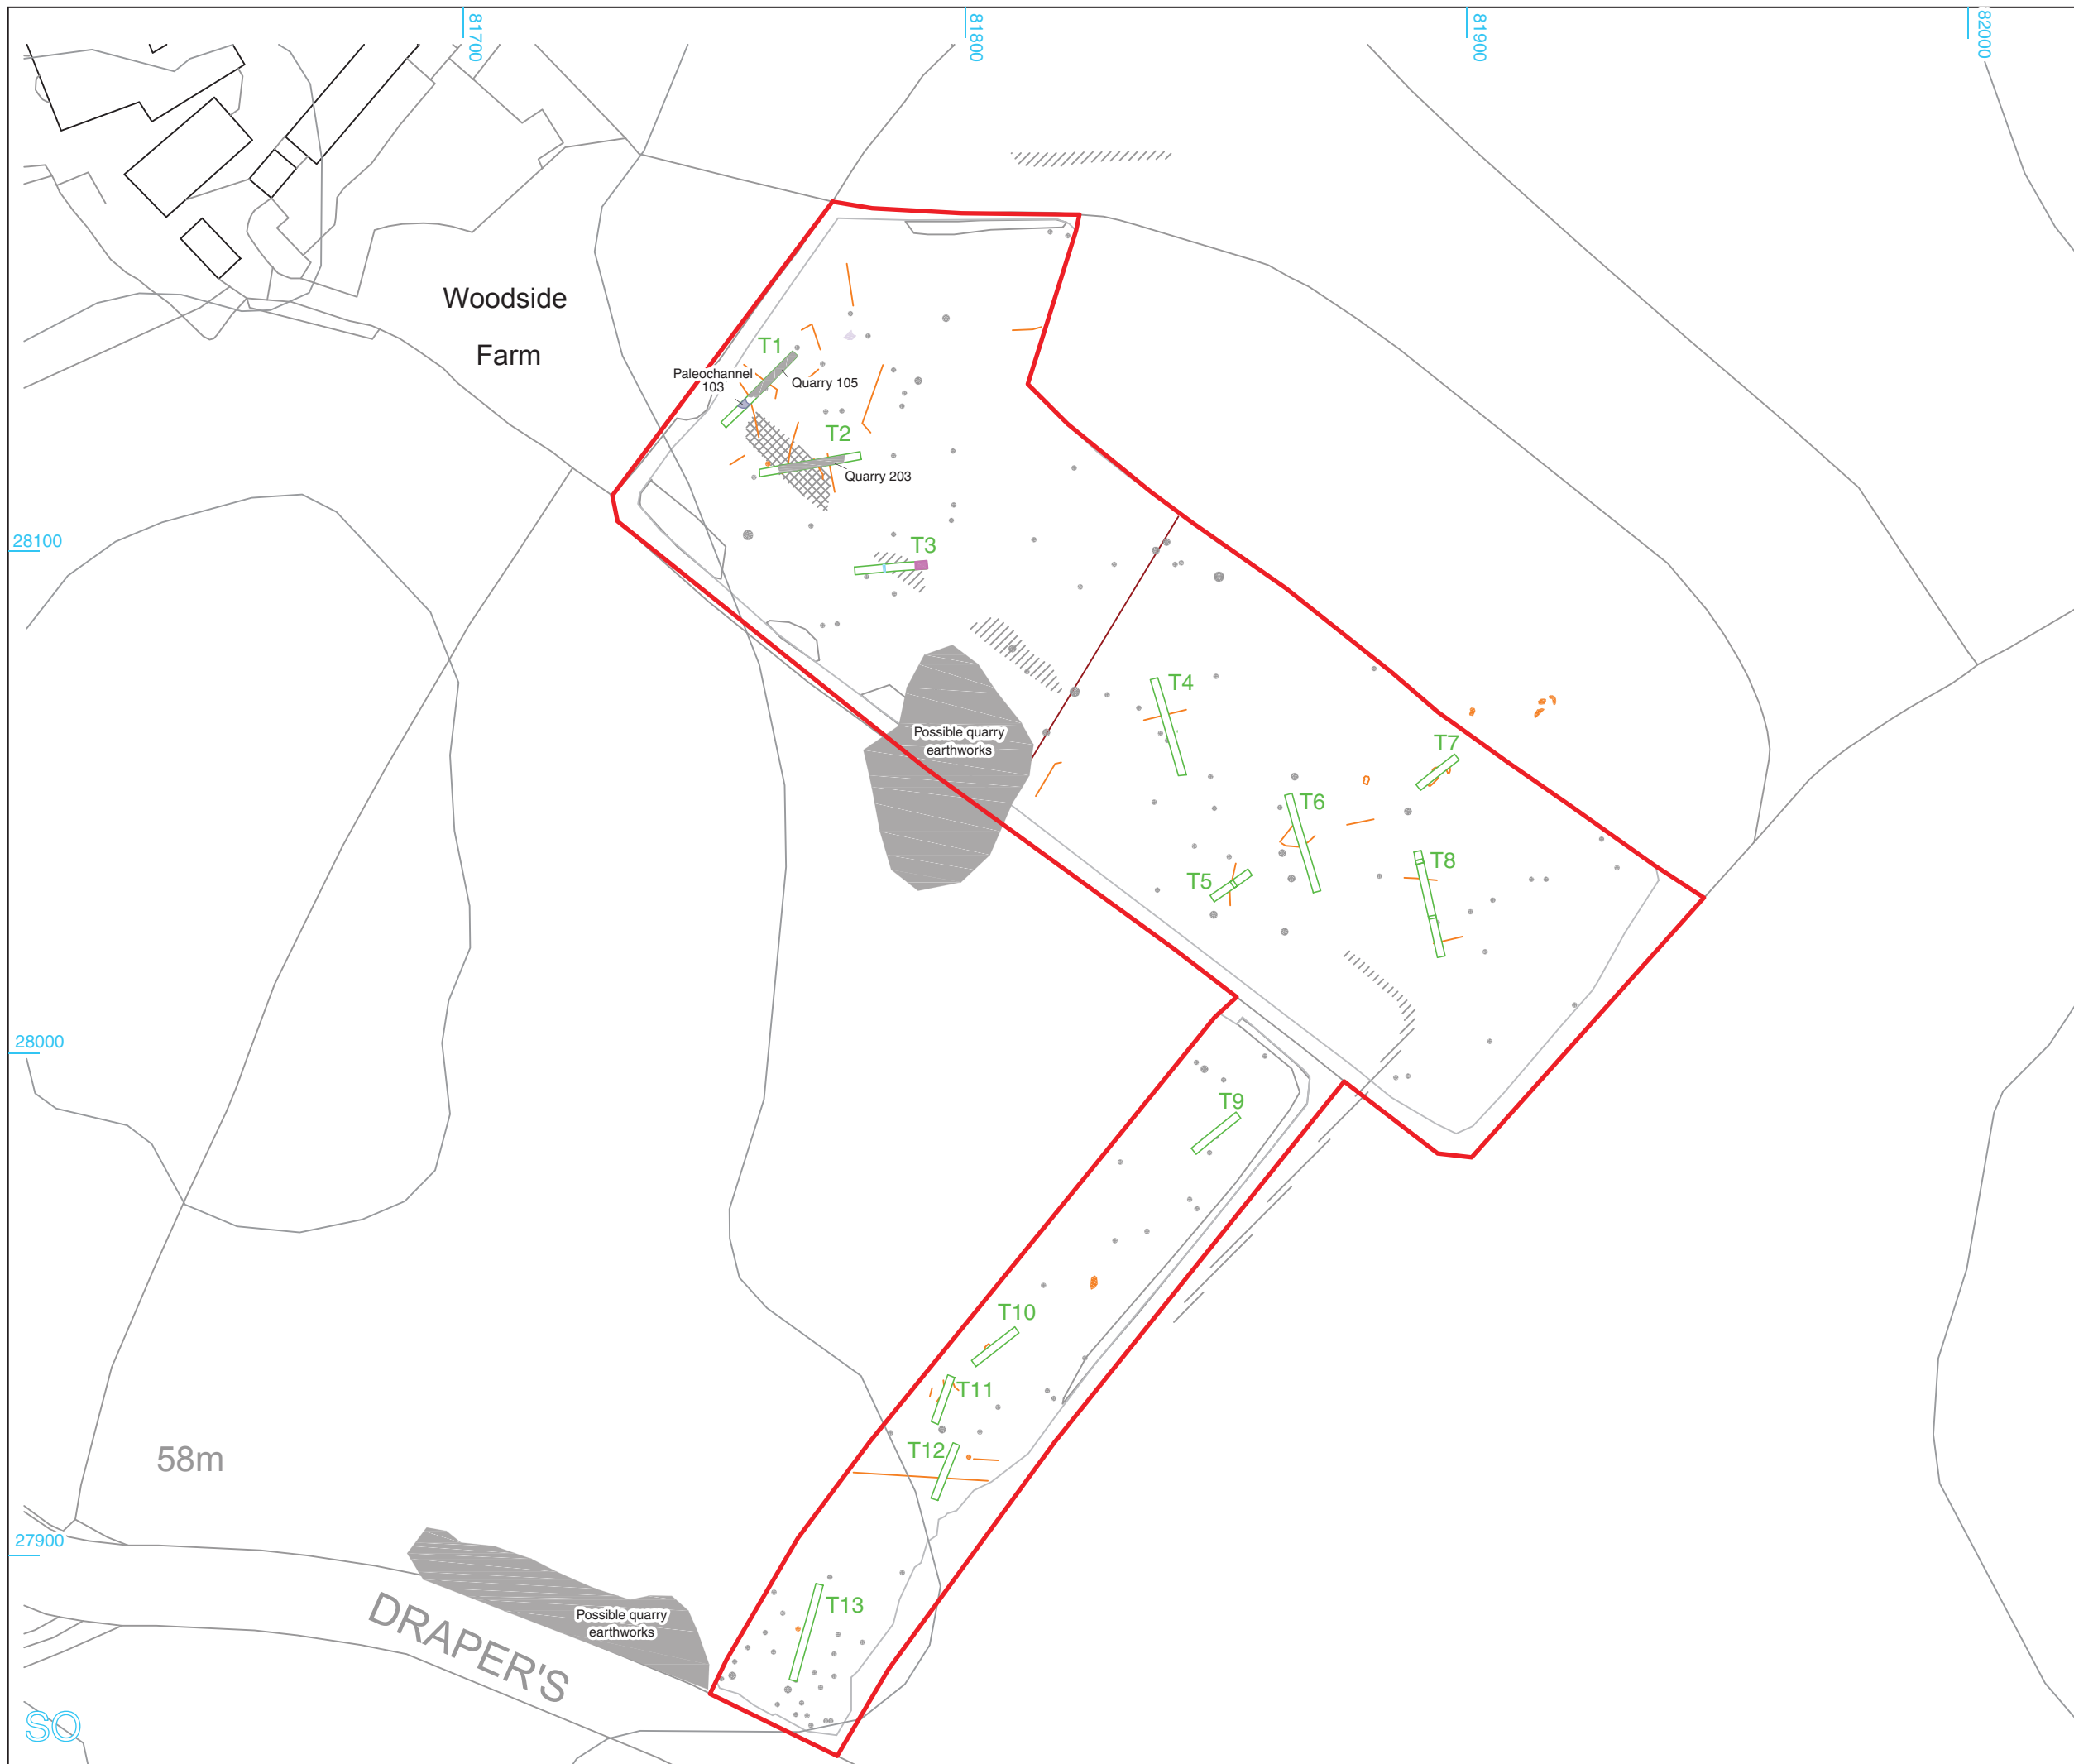 81700
81800
81900
82000
Woodside
Farm
T1
Paleochannel
103
Quarry 105
T2
Quarry 203
28100
T3
T4
Possible quarry
earthworks
T7
T6
T8
T5
28000
T9
T10
T11
T12
58m
27900
T13
Possible quarry
earthworks
DRAPER'S
SO